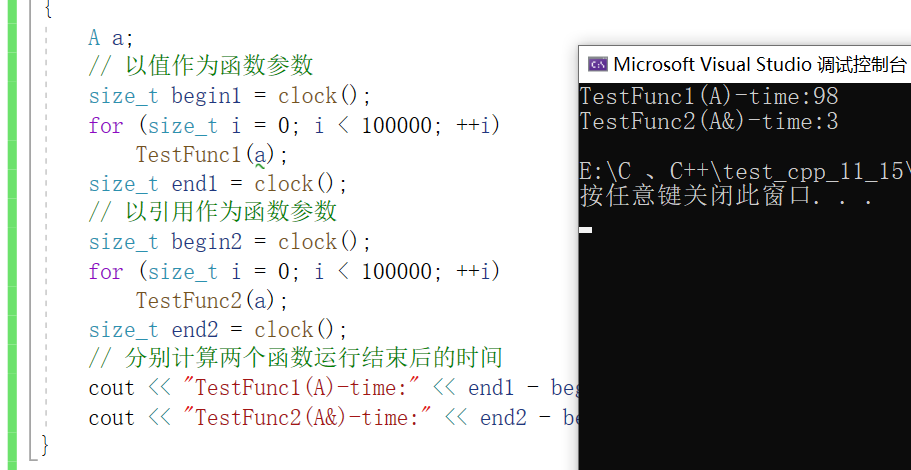 {
A a;
// 以值作为函数参数
size_t begin1 = clock();
for (size_t i = 0; i < 100000; ++i)
TestFunc1(a);
size_t end1 = clock();
// 以引用作为函数参数
size_t begin2 = clock();
for (size_t i = 0; i < 100000; ++i)
TestFunc2(a);
size_t end2 = clock();
// 分别计算两个函数运行结束后的时间
cout << "TestFunc1(A)-time:" << end1 - be
cout << "TestFunc2(A&)-time:" << end2 - be
}
Microsoft Visual Studio 调试控制台
TestFunc1(A)-time:98
TestFunc2(A&)-time:3
E:\C 、C++\test_cpp_11_15\
按任意键关闭此窗口. . .